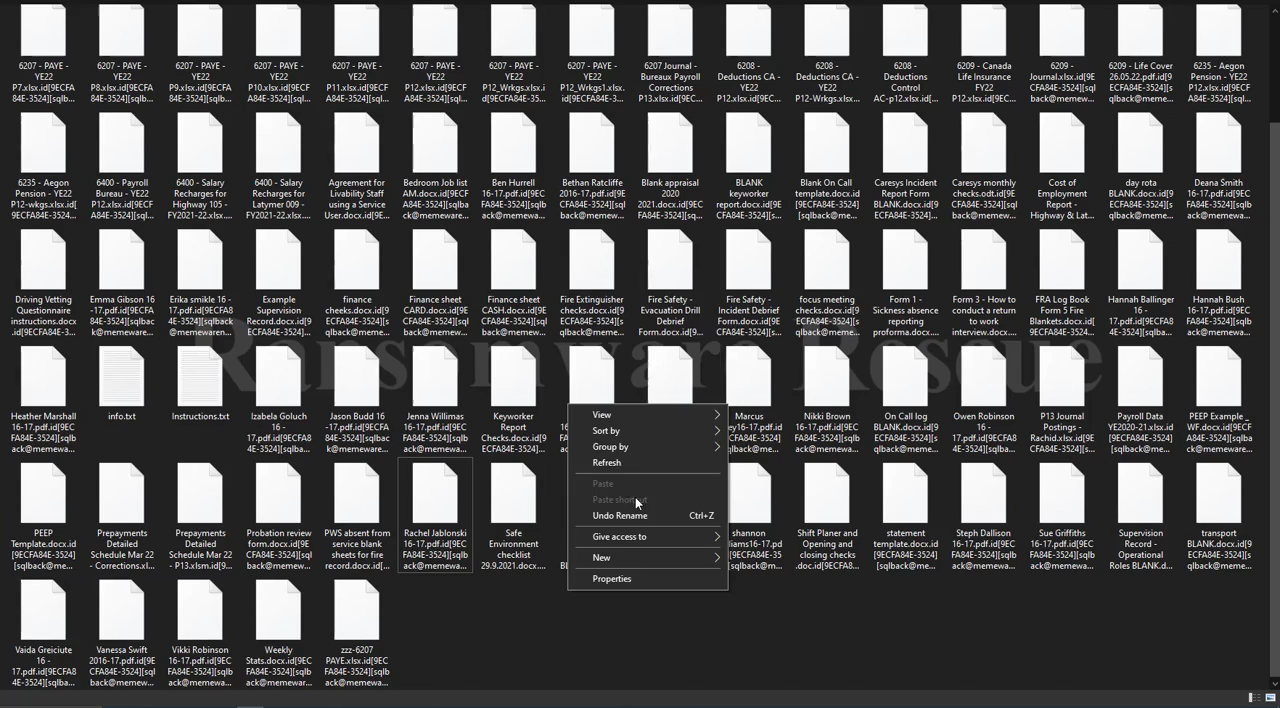 6207 - PAYE -
YE22
P7.xlsx.id[9E
CFA84E-3524]
[sqlb...
6207 - PAYE -
YE22
P8.xlsx.id[9E
CFA84E-3524]
[sqlb...
6207 - PAYE -
YE22
P9.xlsx.id[9E
CFA84E-3524]
[sqlb...
6207 - PAYE -
YE22
P10.xlsx.id[9E
CFA84E-3524]
[sqlb...
6207 - PAYE -
YE22
P11.xlsx.id[9E
CFA84E-3524]
[sqlb...
6207 - PAYE -
YE22
P12.xlsx.id[9E
CFA84E-3524]
[sqlb...
6207 - PAYE -
YE22
P12_Wrkgs.xlsx.i
d[9ECFA84E-35...
6207 - PAYE -
YE22
P12_Wrkgs1.xlsx.
id[9ECFA84E-3...
6207 Journal -
Bureaux Payroll
Corrections
P13.xlsx.id[9EC...
6208 -
Deductions CA -
YE22
P12.xlsx.id[9EC...
6208 -
Deductions CA -
YE22
P12-Wrkgs.xlsx...
6208 -
Deductions
Control
AC-p12.xlsx.id[...
6209 - Canada
Life Insurance
FY22
P12.xlsx.id[9EC...
6209 -
Journal.xlsx.id[9E
CFA84E-3524][sql
back@memewa...
6209 - Life Cover
26.05.22.pdf.id[9
ECFA84E-3524][s
qlback@meme...
6235 - Aegon
Pension - YE22
P12.xlsx.id[9EC
FA84E-3524][s...
6235 - Aegon
Pension - YE22
P12-wkgs.xlsx.id
[9ECFA84E-3524...
6400 - Payroll
Bureau - YE22
P12.xlsx.id[9ECF
A84E-3524][sql...
6400 - Salary
Recharges for
Highway 105 -
FY2021-22.xlsx....
6400 - Salary
Recharges for
Latymer 009 -
FY2021-22.xlsx...
Agreement for
Livability Staff
using a Service
User.docx.id[9E...
Bedroom Job list
AM.docx.id[9ECF
A84E-3524][sqlba
ck@memeware...
Ben Hurrell
16-17.pdf.id[9EC
FA84E-3524][sqlb
ack@memewa...
Bethan Ratcliffe
2016-17.pdf.id[9
ECFA84E-3524][s
qlback@meme...
Blank appraisal
2020
2021.docx.id[9EC
FA84E-3524][sq...
BLANK
keyworker
report.docx.id[9E
CFA84E-3524][s...
Blank On Call
template.docx.id
[9ECFA84E-3524]
[sqlback@mem...
Caresys Incident
Report Form
BLANK.docx.id[9
ECFA84E-3524]...
Caresys monthly
checks.odt.id[9E
CFA84E-3524][sql
back@memew...
Cost of
Employment
Report -
Highway & Lat...
day rota
BLANK.docx.id[9
ECFA84E-3524][s
qlback@meme...
Deana Smith
16-17.pdf.id[9EC
FA84E-3524][sqlb
ack@memewa...
Driving Vetting
Questionnaire
instructions.docx
.id[9ECFA84E-3...
Emma Gibson 16
-17.pdf.id[9ECFA
84E-3524][sqlbac
k@memeware...
Erika smikle 16 -
17.pdf.id[9ECFA8
4E-3524][sqlback
@memeware....
Example
Supervision
Record.docx.id[9
ECFA84E-3524]...
finance
checks.docx.id[9
ECFA84E-3524][s
qlback@meme...
Finance sheet
CARD.docx.id[9E
CFA84E-3524][sql
back@memew...
Finance sheet
CASH.docx.id[9E
CFA84E-3524][sql
back@memew...
Fire Extinguisher
checks.docx.id[9
ECFA84E-3524][s
qlback@meme...
Fire Safety -
Evacuation Drill
Debrief
Form.docx.id[9...
Fire Safety -
Incident Debrief
Form.docx.id[9E
CFA84E-3524][s...
focus meeting
checks.docx.id[9
ECFA84E-3524][s
qlback@meme...
Form 1 -
Sickness absence
reporting
proforma.docx...
Form 3 - How to
conduct a return
to work
interview.docx...
FRA Log Book
Form 5 Fire
Blankets.docx.id[
9ECFA84E-3524...
Hannah Ballinger
16 -
17.pdf.id[9ECFA8
4E-3524][sqlba...
Hannah Bush
16-17.pdf.id[9EC
FA84E-3524][sqlb
ack@memewa...
Ransomware Rescue
Heather Marshall
16-17.pdf.id[9EC
FA84E-3524][sqlb
ack@memewa...
info.txt
Instructions.txt
Izabela Goluch
16 -
17.pdf.id[9ECFA8
4E-3524][sqlba...
Jason Budd 16
-17.pdf.id[9ECFA
84E-3524][sqlbac
k@memeware...
Jenna Willimas
16-17.pdf.id[9EC
FA84E-3524][sqlb
ack@memewa...
Keyworker
Report
Checks.docx.id[9
ECFA84E-3524]...
Marcus
Nikki Brown
16-17.pdf.id[9EC
FA84E-3524][sqlb
ack@memewa...
On Call log
BLANK.docx.id[9
ECFA84E-3524][s
qlback@meme...
Owen Robinson
16 -
17.pdf.id[9ECFA8
4E-3524][sqlba...
P13 Journal
Postings -
Rachid.xlsx.id[9E
CFA84E-3524][s...
Payroll Data
YE2020-21.xlsx.id
[9ECFA84E-3524]
[sqlback@mem...
PEEP Example_
WF.docx.id[9ECF
A84E-3524][sqlba
ck@memeware...
View
Sort by
Group by
Refresh
Paste
Paste shortcut
Undo Rename Ctrl+Z
Give access to
New
Properties
PEEP
Template.docx.id
[9ECFA84E-3524]
[sqlback@mem...
Prepayments
Detailed
Schedule Mar 22
- Corrections.xl...
Prepayments
Detailed
Schedule Mar 22
- P13.xlsm.id[9...
Probation review
form.docx.id[9EC
FA84E-3524][sqlb
ack@memewa...
PWS absent from
service blank
sheets for fire
record.docx.id[...
Rachel Jablonski
16-17.pdf.id[9EC
FA84E-3524][sqlb
ack@memewa...
Safe
Environment
checklist
29.9.2021.docx....
shannon
Shift Planer and
Opening and
closing checks
.doc.id[9ECFA8...
statement
template.docx.id
[9ECFA84E-3524]
[sqlback@mem...
Steph Dallison
16-17.pdf.id[9EC
FA84E-3524][sqlb
ack@memewa...
Sue Griffiths
16-17.pdf.id[9EC
FA84E-3524][sqlb
ack@memewa...
Supervision
Record -
Operational
Roles BLANK.d...
transport
BLANK.docx.id[9
ECFA84E-3524][s
qlback@meme...
Vaida Greiciute
16 -
17.pdf.id[9ECFA8
4E-3524][sqlba...
Vanessa Swift
2016-17.pdf.id[9E
CFA84E-3524][sql
back@memewa...
Vikki Robinson
16-17.pdf.id[9EC
FA84E-3524][sqlb
ack@memewa...
Weekly
Stats.docx.id[9EC
FA84E-3524][sqlb
ack@memewar...
zzz-6207
PAYE.xlsx.id[9EC
FA84E-3524][sqlb
ack@memewa...